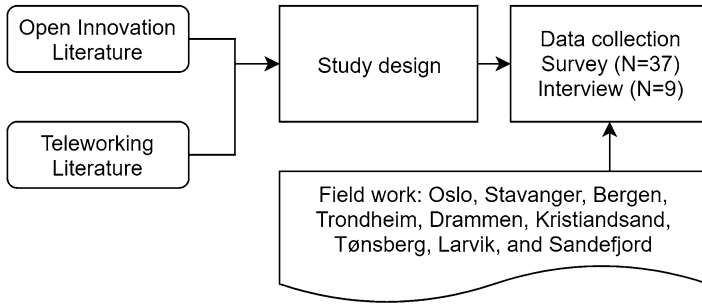 Open Innovation
Literature
Teleworking
Literature
Study design
Data collection
Survey (N=37)
Interview (N=9)
Field work: Oslo, Stavanger, Bergen,
Trondheim, Drammen, Kristiandsand,
Tønsberg, Larvik, and Sandefjord